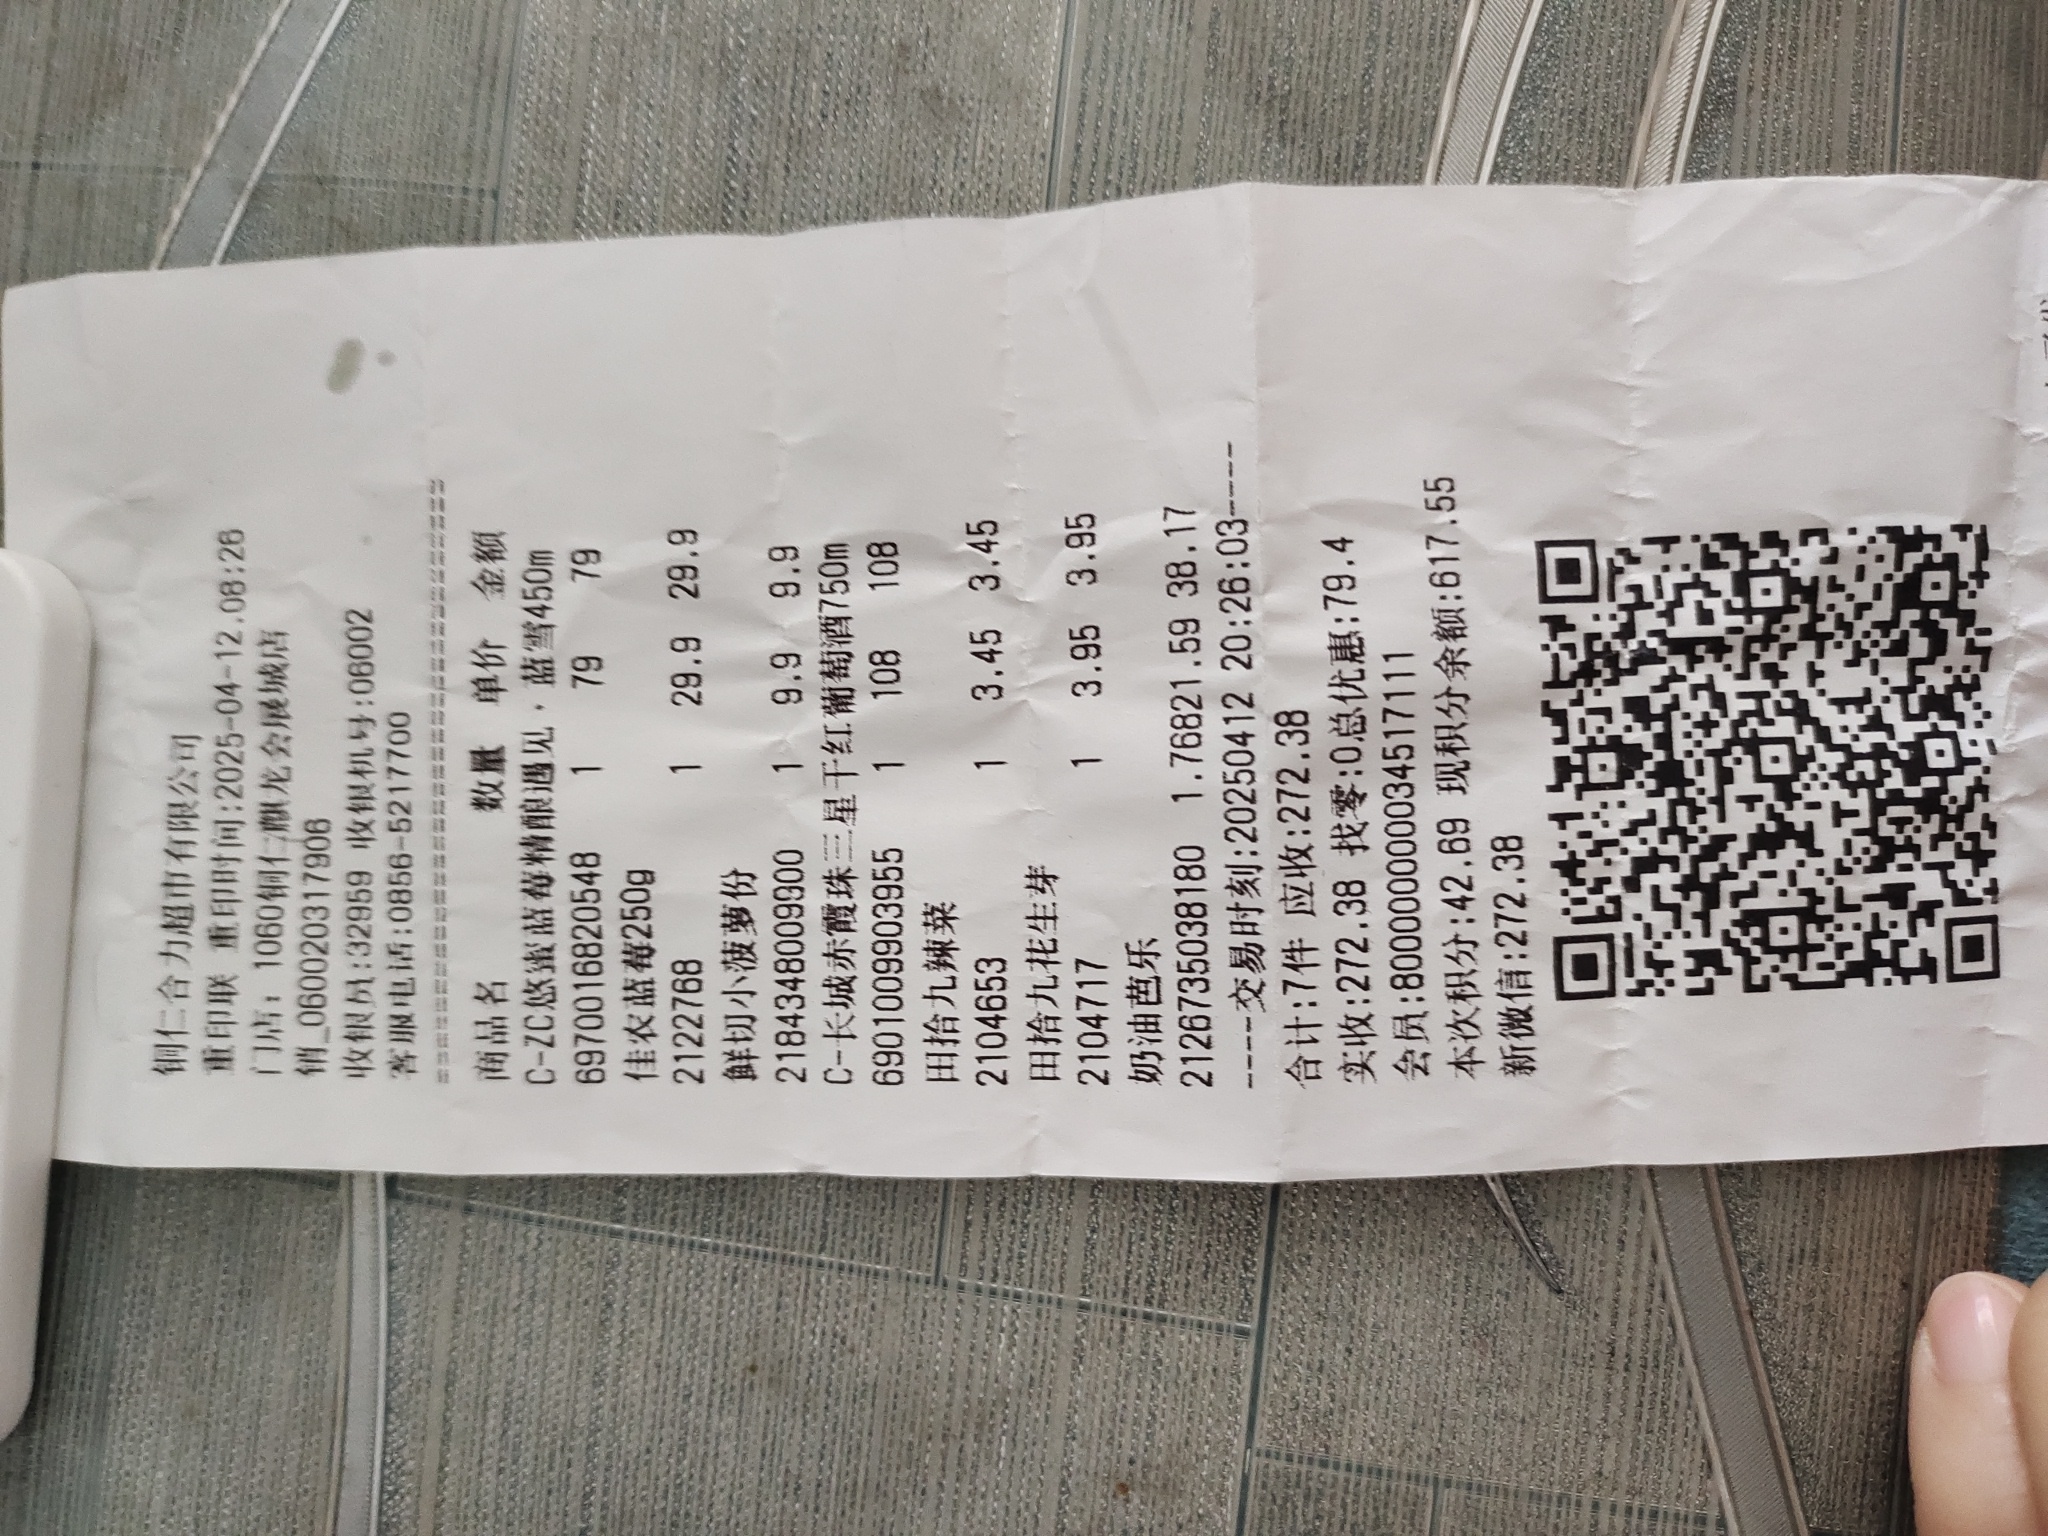 铜仁合力超市有限公司
重印联 重印时间:2025-04-12.08:26
门店: 1060铜仁麒龙会展城店
销_060020317906
收银员:32959 收银机号:06002
客服电话:0856-5217700
==============================
商品名 数量 单价 金额
C-ZC悠蜜蓝莓精酿遇见·蓝雪450m
6970016820548 1 79 79
佳农蓝莓250g
2122768 1 29.9 29.9
鲜切小菠萝份
2184348009900 1 9.9 9.9
C-长城赤霞珠三星干红葡萄酒750m
6901009903955 1 108 108
田拾九辣菜
2104653 1 3.45 3.45
田拾九花生芽
2104717 1 3.95 3.95
奶油芭乐
2126735038180 1.76821.59 38.17
----交易时刻:20250412 20:26:03----
合计:7件 应收:272.38
实收:272.38 找零:0总优惠:79.4
会员:8000000003451​7111
本次积分:42.69 现积分余额:617.55
新微信:272.38